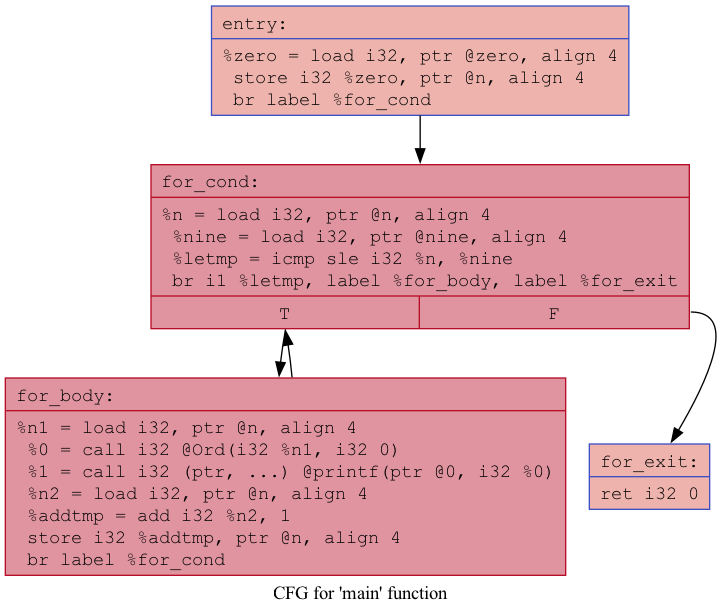 entry:
%zero = load i32, ptr @zero, align 4
store i32 %zero, ptr @n, align 4
br label %for_cond
for_cond:
%n = load i32, ptr @n, align 4
%nine = load i32, ptr @nine, align 4
%letmp = icmp sle i32 %n, %nine
br i1 %letmp, label %for_body, label %for_exit
T
F
for_body:
%n1 = load i32, ptr @n, align 4
%0 = call i32 @Ord(i32 %n1, i32 0)
%1 = call i32 (ptr, ...) @printf(ptr @0, i32 %0)
%n2 = load i32, ptr @n, align 4
%addtmp = add i32 %n2, 1
store i32 %addtmp, ptr @n, align 4
br label %for_cond
for_exit:
ret i32 0
CFG for 'main' function